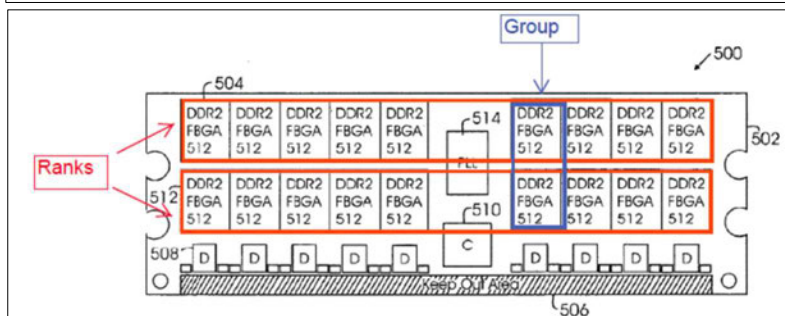 Group
500
504
DDR2 DDR2 DDR2 DDR2 DDR2 DDR2 DDR2 DDR2 DDR2
FBGA FBGA FBGA FBGA FBGA FBGA FBGA FBGA FBGA
512 512 512 512 512 512 512 512 512
514
PLL
502
Ranks
512
DDR2 DDR2 DDR2 DDR2 DDR2 DDR2 DDR2 DDR2 DDR2
FBGA FBGA FBGA FBGA FBGA FBGA FBGA FBGA FBGA
512 512 512 512 512 512 512 512 512
510
C
508
D D D D D D D D D
Keep Out Area
506